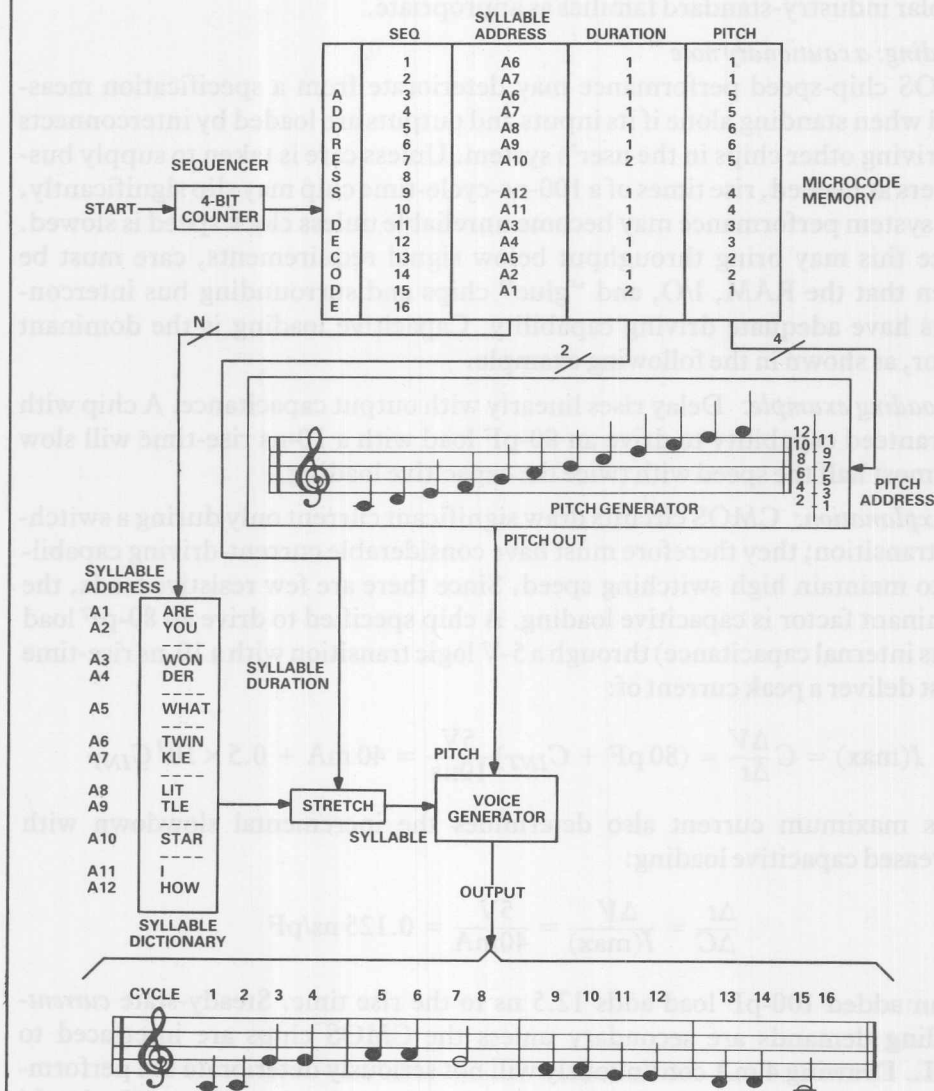 SYLLABLE
SEQ ADDRESS DURATION PITCH
1 A6 1 1
2 A7 1 1
A 3 A6 1 5
D 4 A7 1 5
D 5 A8 1 6
R 6 A9 1 6
E 7 A10 2 5
S 8 — — —
S 9 A12 1 4
10 A11 1 4
D 11 A3 1 3
E 12 A4 1 3
C 13 A5 1 2
O 14 A2 1 2
D 15 A1 2 1
E 16 — — —
MICROCODE
MEMORY
SEQUENCER
START
4-BIT
COUNTER
N
2
4
12
10 11
8 9
6 7
4 5
2 3
1
PITCH GENERATOR
PITCH
ADDRESS
PITCH OUT
SYLLABLE
ADDRESS
A1 ARE
A2 YOU
A3 WON
A4 DER
A5 WHAT
A6 TWIN
A7 KLE
A8 LIT
A9 TLE
A10 STAR
A11 I
A12 HOW
SYLLABLE
DICTIONARY
SYLLABLE
DURATION
STRETCH
SYLLABLE
PITCH
VOICE
GENERATOR
OUTPUT
CYCLE 1 2 3 4 5 6 7 8 9 10 11 12 13 14 15 16